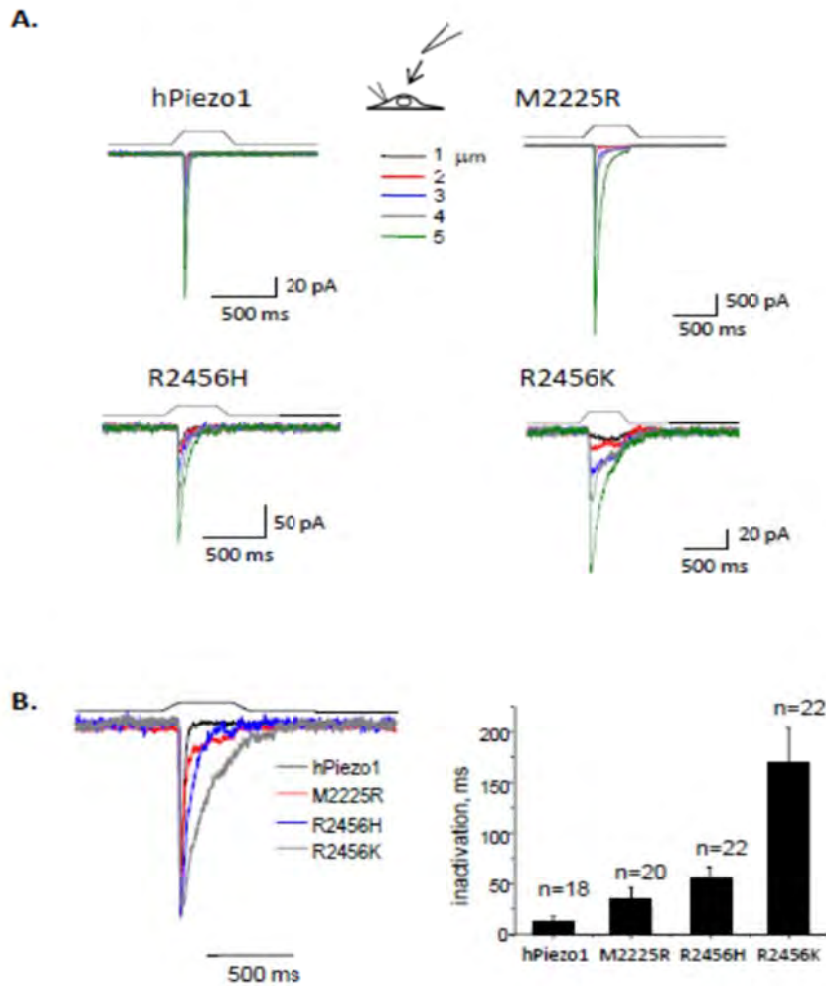 A.
hPiezo1
M2225R
1 μm
2
3
4
5
20 pA
500 ms
500 pA
500 ms
R2456H
R2456K
50 pA
500 ms
20 pA
500 ms
B.
hPiezo1
M2225R
R2456H
R2456K
500 ms
inactivation, ms
200
150
100
50
0
n=18
n=20
n=22
n=22
hPiezo1 M2225R R2456H R2456K